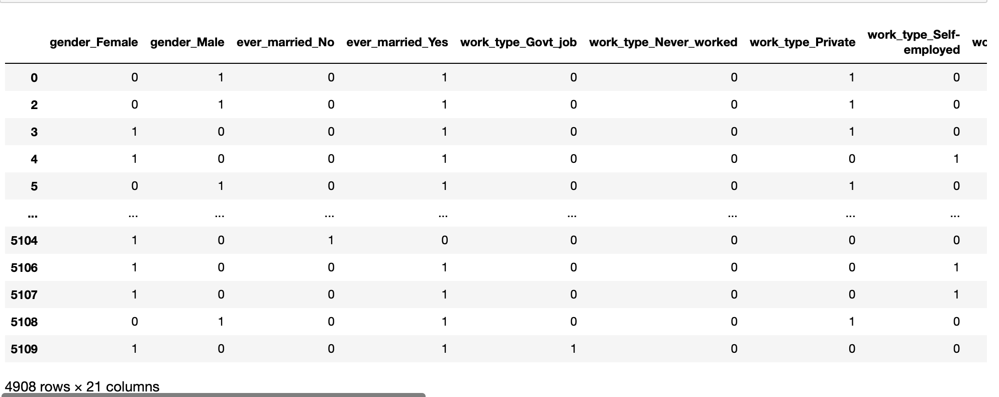 gender_Female gender_Male ever_married_No ever_married_Yes work_type_Govt_job work_type_Never_worked work_type_Private work_type_Self-employed
0 0 1 0 1 0 0 1 0
2 0 1 0 1 0 0 1 0
3 1 0 0 1 0 0 1 0
4 1 0 0 1 0 0 0 1
5 0 1 0 1 0 0 1 0
... ... ... ... ... ... ... ... ...
5104 1 0 1 0 0 0 0 0
5106 1 0 0 1 0 0 0 1
5107 1 0 0 1 0 0 0 1
5108 0 1 0 1 0 0 1 0
5109 1 0 0 1 1 0 0 0
4908 rows × 21 columns